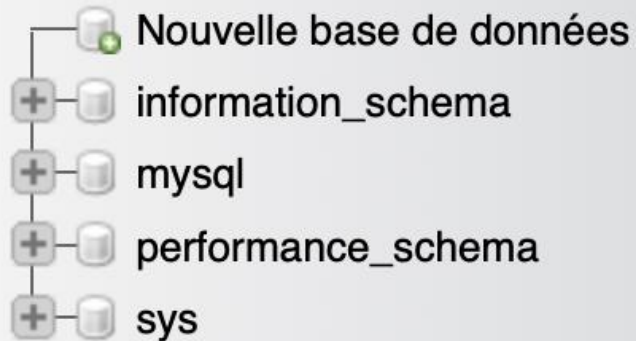 Nouvelle base de données
information_schema
mysql
performance_schema
sys